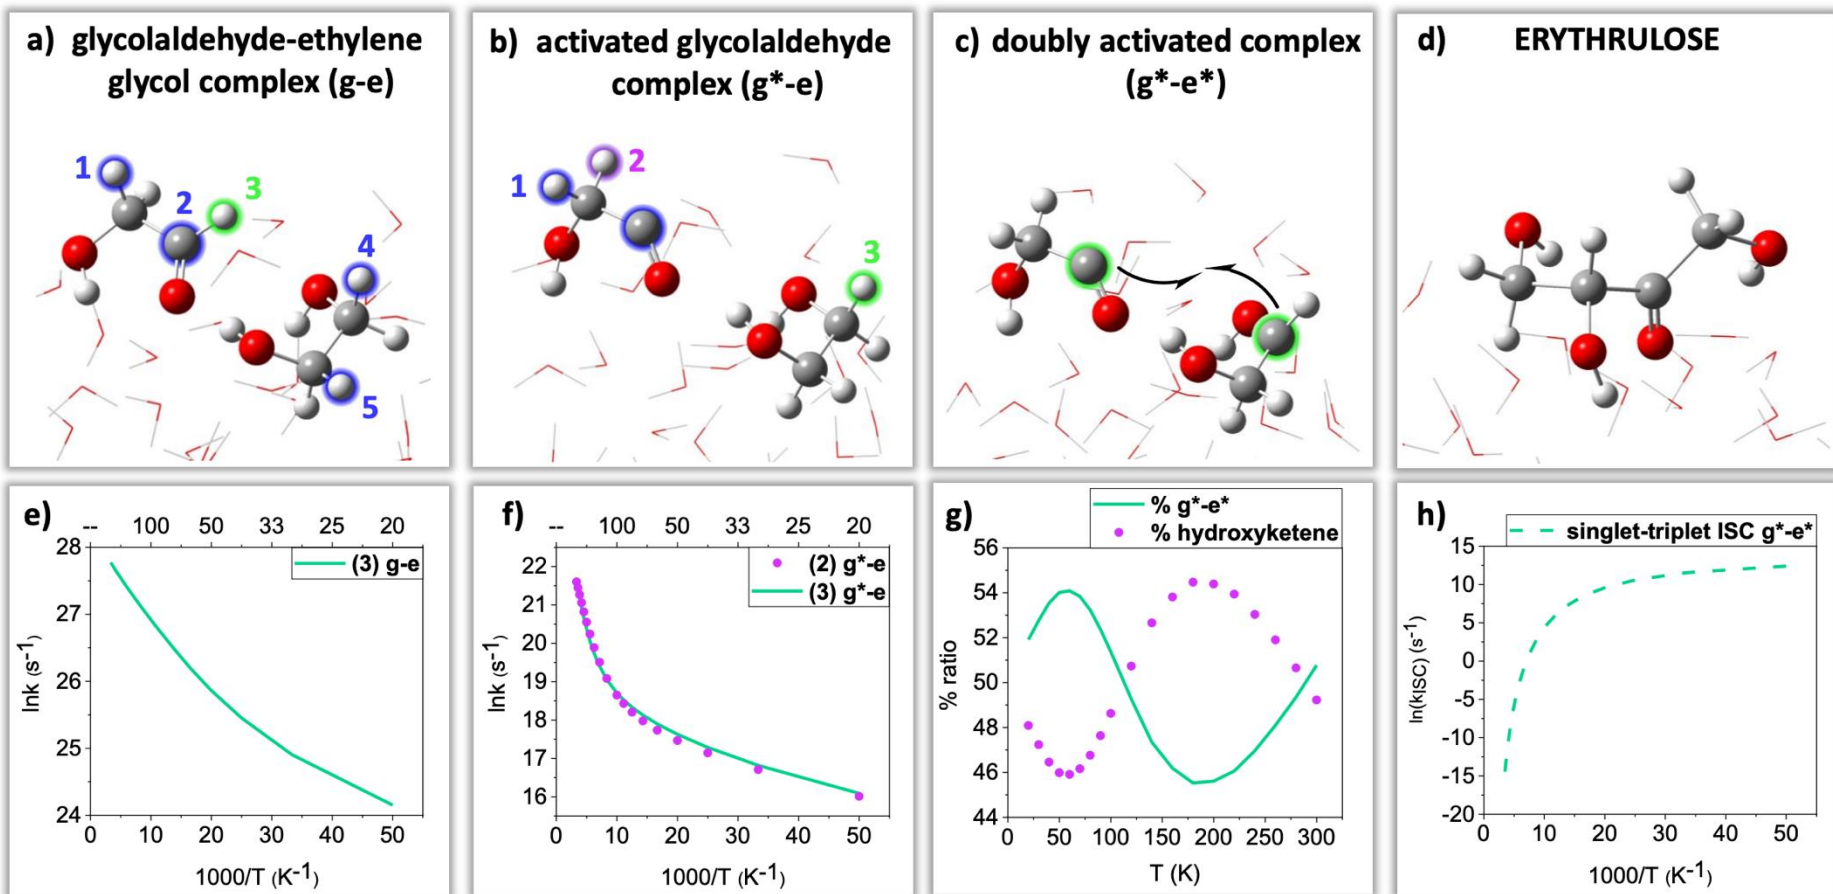 a) glycolaldehyde-ethylene
glycol complex (g-e)
1
2
3
4
5
b) activated glycolaldehyde
complex (g*-e)
1
2
3
c) doubly activated complex
(g*-e*)
d) ERYTHRULOSE
e)
-- 100 50 33 25 20
28
27
26
25
24
(3) g-e
lnk (s⁻¹)
0 10 20 30 40 50
1000/T (K⁻¹)
f)
-- 100 50 33 25 20
22
21
20
19
18
17
16
(2) g*-e
(3) g*-e
lnk (s⁻¹)
0 10 20 30 40 50
1000/T (K⁻¹)
g)
% g*-e*
% hydroxyketene
56
54
52
50
48
46
44
% ratio
0 50 100 150 200 250 300
T (K)
h)
singlet-triplet ISC g*-e*
15
10
5
0
-5
-10
-15
-20
ln(kISC) (s⁻¹)
0 10 20 30 40 50
1000/T (K⁻¹)